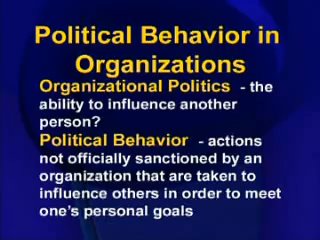 Political Behavior in
Organizations
Organizational Politics - the
ability to influence another
person?
Political Behavior - actions
not officially sanctioned by an
organization that are taken to
influence others in order to meet
one's personal goals